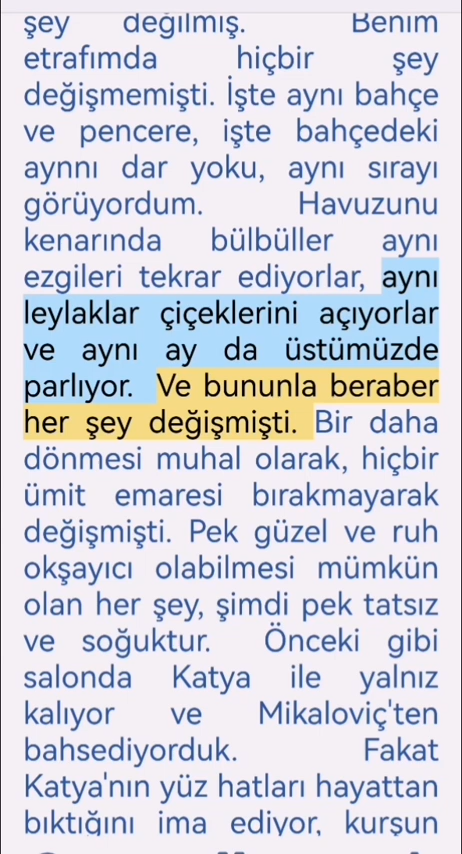 şey değilmiş. Benim
etrafımda hiçbir şey
değişmemişti. İşte aynı bahçe
ve pencere, işte bahçedeki
aynnı dar yoku, aynı sırayı
görüyordum. Havuzunu
kenarında bülbüller aynı
ezgileri tekrar ediyorlar, aynı
leylaklar çiçeklerini açıyorlar
ve aynı ay da üstümüzde
parlıyor. Ve bununla beraber
her şey değişmişti. Bir daha
dönmesi muhal olarak, hiçbir
ümit emaresi bırakmayarak
değişmişti. Pek güzel ve ruh
okşayıcı olabilmesi mümkün
olan her şey, şimdi pek tatsız
ve soğuktur. Önceki gibi
salonda Katya ile yalnız
kalıyor ve Mikaloviç'ten
bahsediyorduk. Fakat
Katya'nın yüz hatları hayattan
bıktığını ima ediyor, kurşun